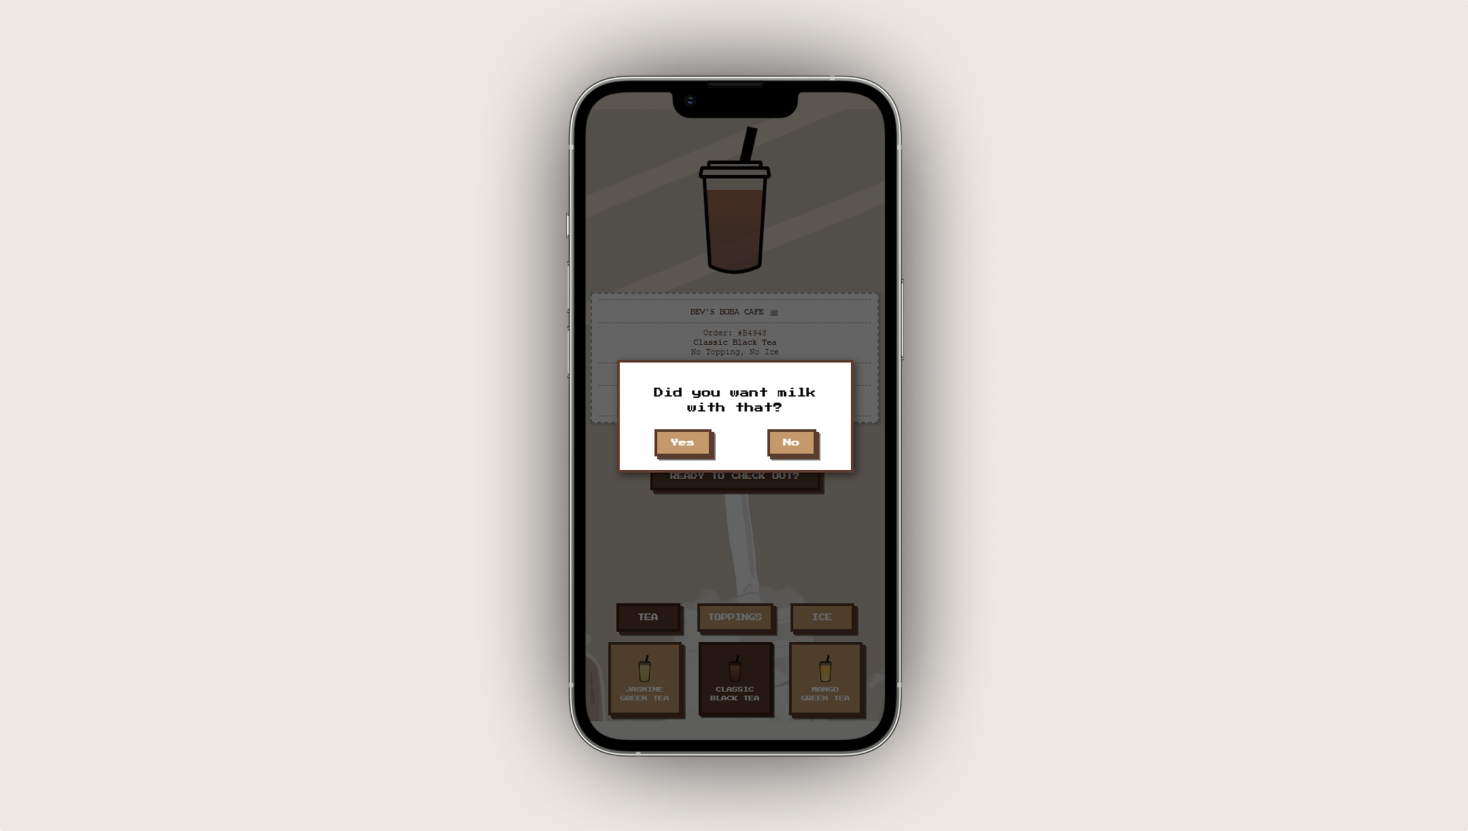 BEV'S BOBA CAFE
Order: #B4948
Classic Black Tea
No Topping, No Ice
Did you want milk
with that?
Yes No
READY TO CHECK OUT?
TEA TOPPINGS ICE
JASMINE GREEN TEA
CLASSIC BLACK TEA
MANGO GREEN TEA